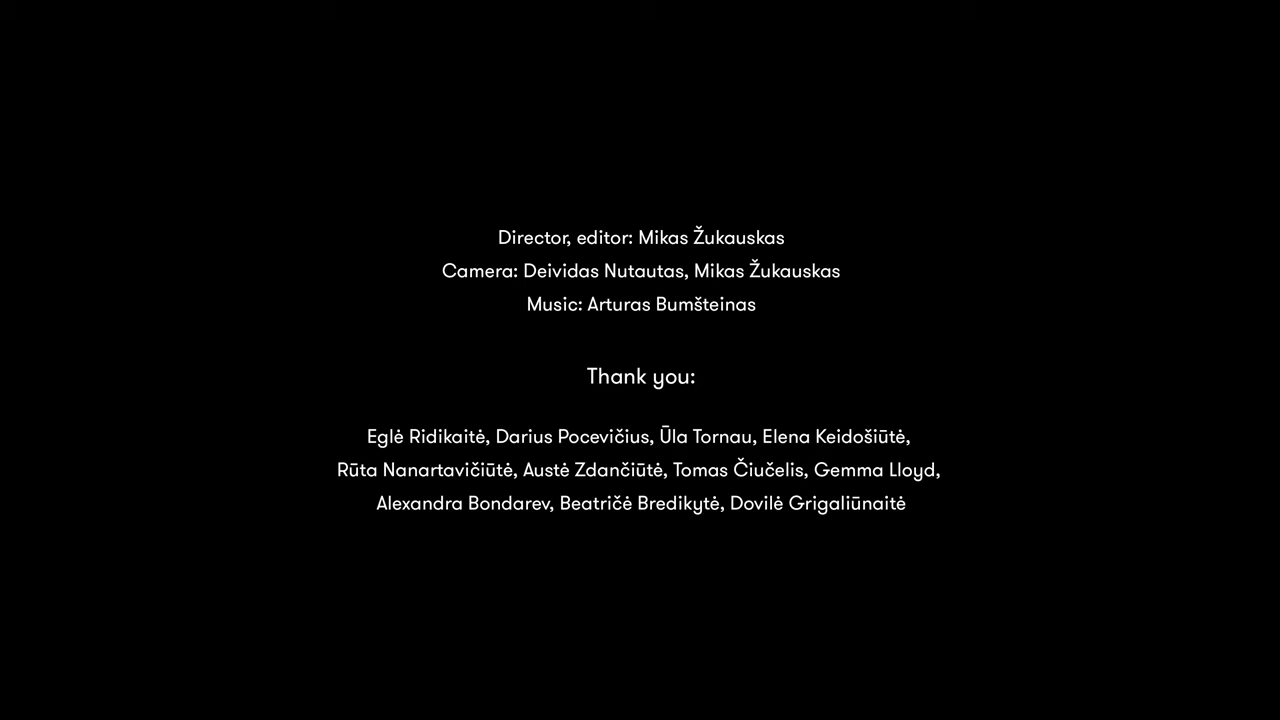 Director, editor: Mikas Žukauskas
Camera: Deividas Nutautas, Mikas Žukauskas
Music: Arturas Bumšteinas
Thank you:
Eglė Ridikaitė, Darius Pocevičius, Ūla Tornau, Elena Keidošiūtė,
Rūta Nanartavičiūtė, Austė Zdančiūtė, Tomas Čiučelis, Gemma Lloyd,
Alexandra Bondarev, Beatričė Bredikytė, Dovilė Grigaliūnaitė